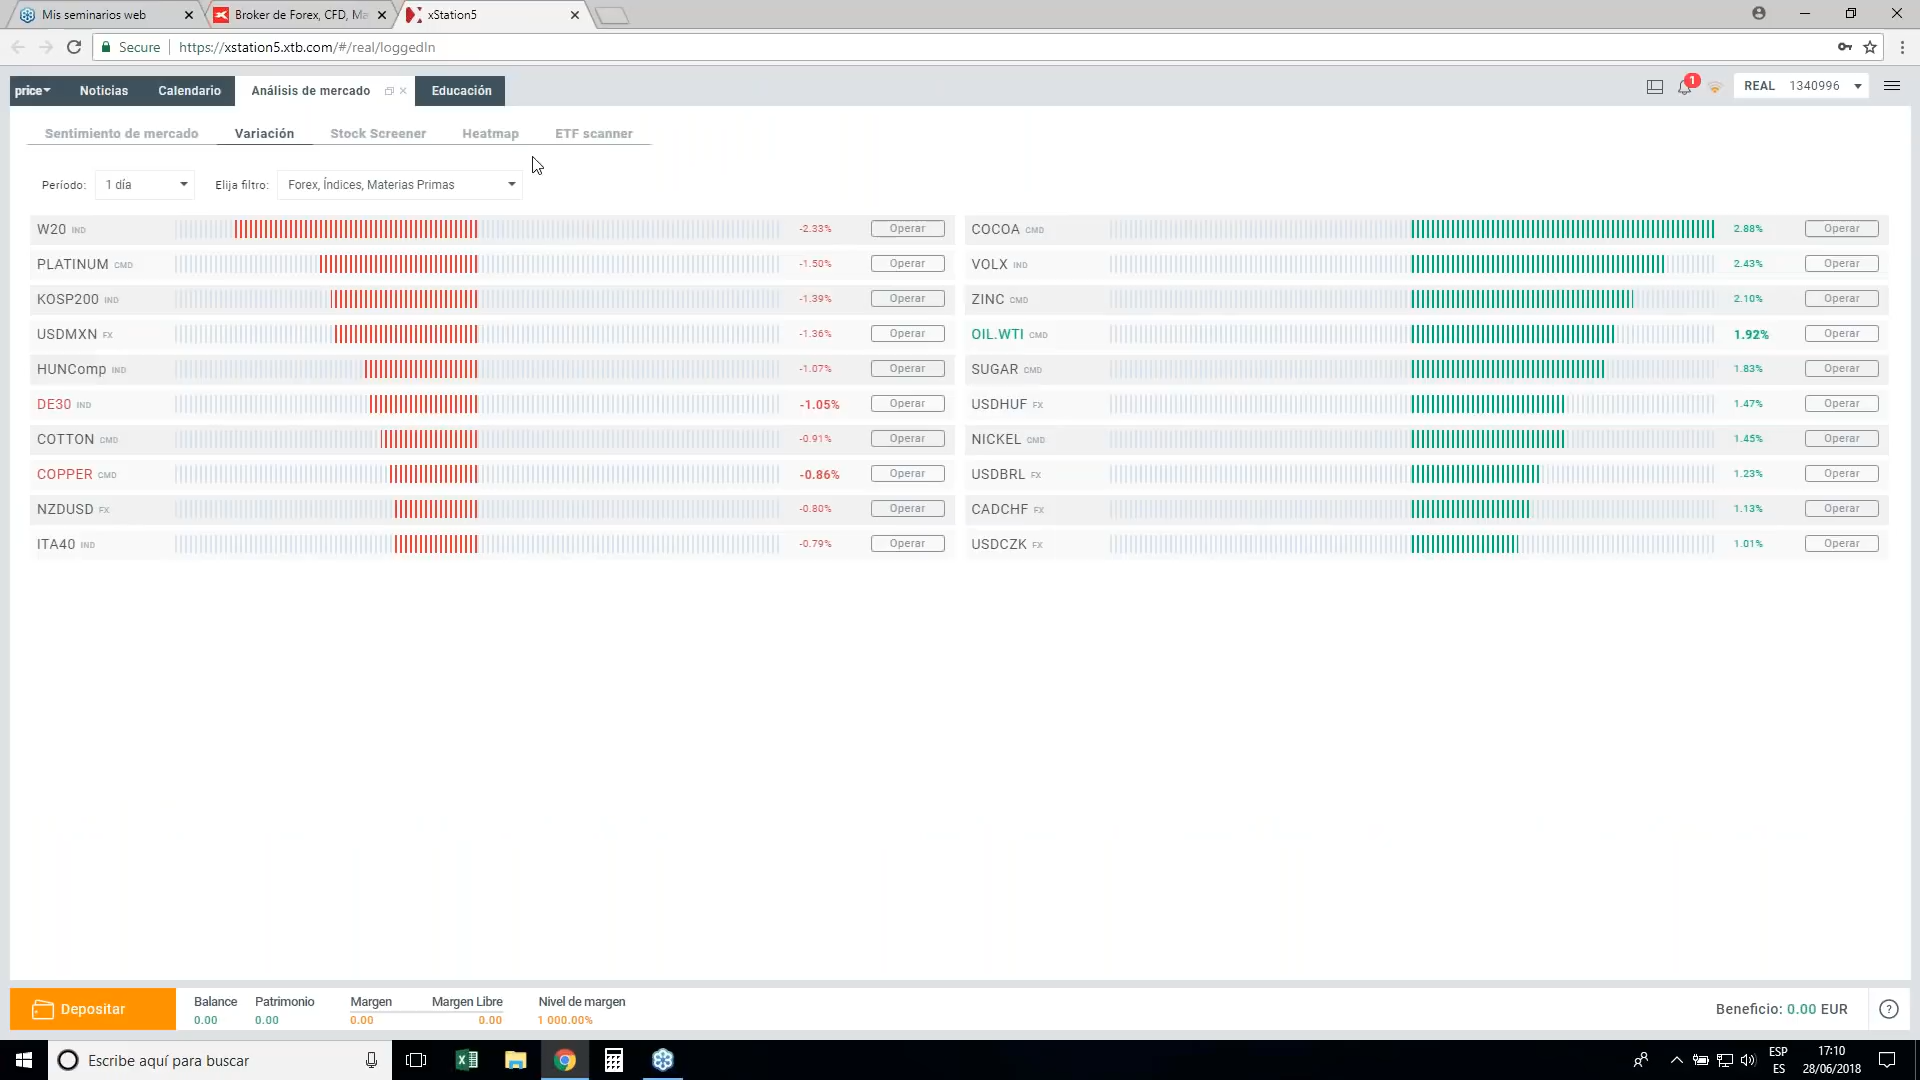 Mis seminarios web
Broker de Forex, CFD, Ma
xStation5
Secure
https://xstation5.xtb.com/#/real/loggedIn
price
Noticias
Calendario
Análisis de mercado
Educación
1
REAL 1340996
Sentimiento de mercado
Variación
Stock Screener
Heatmap
ETF scanner
Período: 1 día
Elija filtro: Forex, Índices, Materias Primas
W20 IND -2.33% Operar
PLATINUM CMD -1.50% Operar
KOSP200 IND -1.39% Operar
USDMXN FX -1.36% Operar
HUNComp IND -1.07% Operar
DE30 IND -1.05% Operar
COTTON CMD -0.91% Operar
COPPER CMD -0.86% Operar
NZDUSD FX -0.80% Operar
ITA40 IND -0.79% Operar
COCOA CMD 2.88% Operar
VOLX IND 2.43% Operar
ZINC CMD 2.10% Operar
OIL.WTI CMD 1.92% Operar
SUGAR CMD 1.83% Operar
USDHUF FX 1.47% Operar
NICKEL CMD 1.45% Operar
USDBRL FX 1.23% Operar
CADCHF FX 1.13% Operar
USDCZK FX 1.01% Operar
Depositar
Balance Patrimonio Margen Margen Libre Nivel de margen
0.00 0.00 0.00 0.00 1 000.00%
Beneficio: 0.00 EUR
?
Escribe aquí para buscar
ESP
ES
17:10
28/06/2018